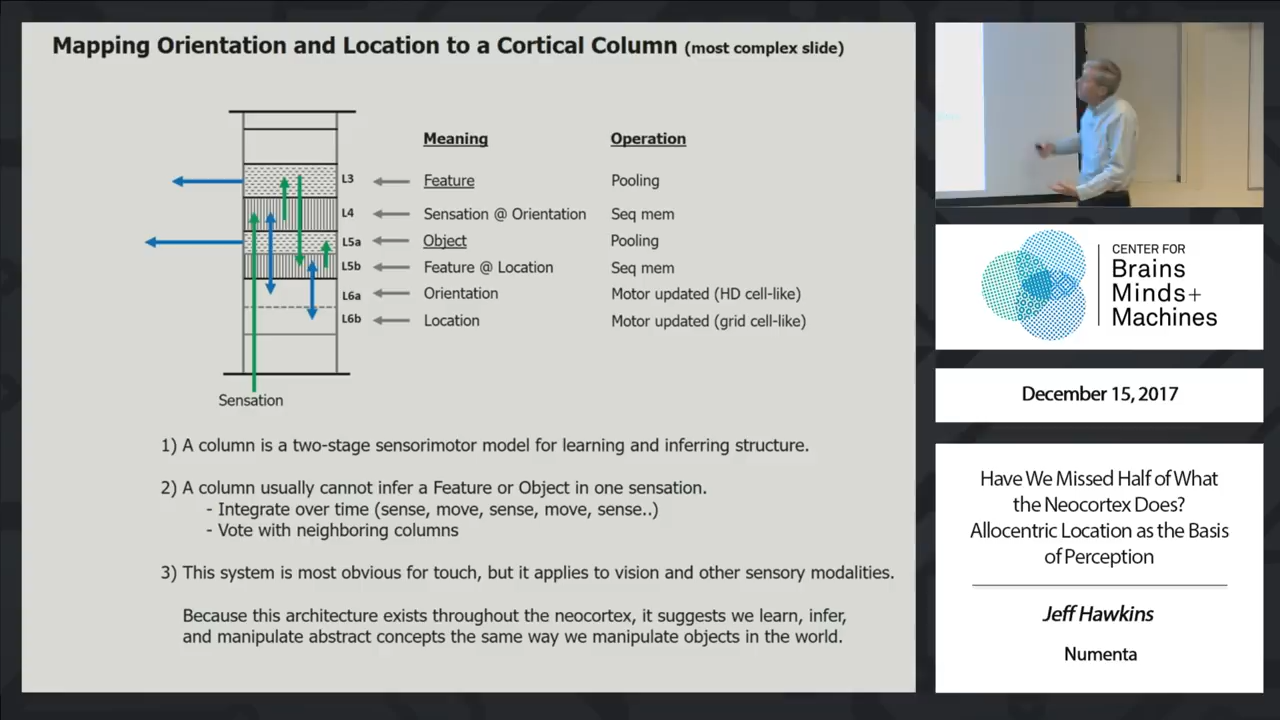 Mapping Orientation and Location to a Cortical Column (most complex slide)
Meaning Operation
L3 Feature Pooling
L4 Sensation @ Orientation Seq mem
L5a Object Pooling
L5b Feature @ Location Seq mem
L6a Orientation Motor updated (HD cell-like)
L6b Location Motor updated (grid cell-like)
Sensation
1) A column is a two-stage sensorimotor model for learning and inferring structure.
2) A column usually cannot infer a Feature or Object in one sensation.
- Integrate over time (sense, move, sense, move, sense..)
- Vote with neighboring columns
3) This system is most obvious for touch, but it applies to vision and other sensory modalities.
Because this architecture exists throughout the neocortex, it suggests we learn, infer,
and manipulate abstract concepts the same way we manipulate objects in the world.
CENTER FOR
Brains
Minds+
Machines
December 15, 2017
Have We Missed Half of What
the Neocortex Does?
Allocentric Location as the Basis
of Perception
Jeff Hawkins
Numenta